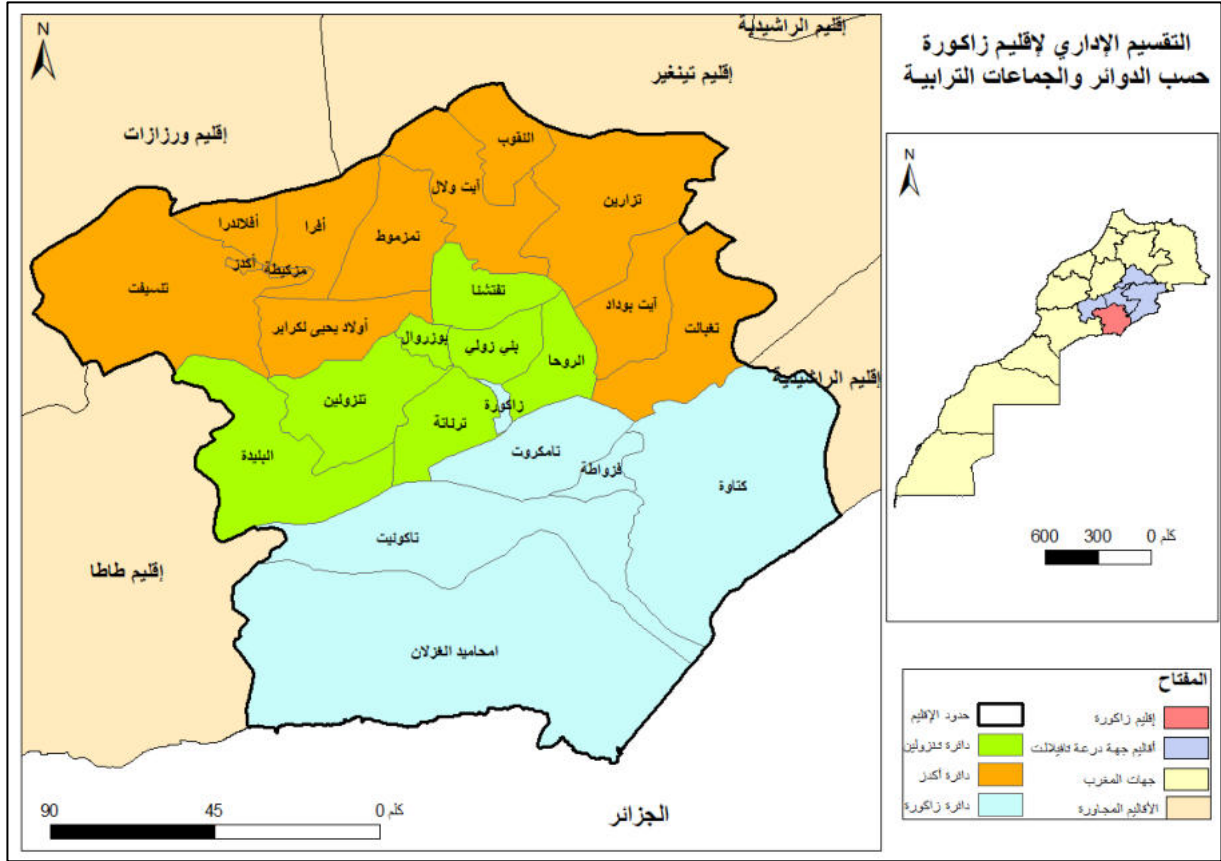 التقسيم الإداري لإقليم زاكورة
حسب الدوائر والجماعات الترابية
N
إقليم الراشيدية
إقليم تينغير
إقليم ورزازات
النقوب
أيت ولال
تزارين
أفلاندرا
أفرا
تمزموط
أكدز
مزكيطة
تنسيفت
تفتشنا
أيت بوداد
تغبالت
أولاد يحيى لكراير
بوزروال
بني زولي
الروحا
إقليم الراشيدية
تنزولين
ترناتة
زاكورة
البليدة
تامكروت
فزواطة
كتاوة
تاكونيت
إقليم طاطا
امحاميد الغزلان
الجزائر
90 45 0 كلم
N
600 300 0 كلم
المفتاح
حدود الإقليم
دائرة تنزولين
دائرة أكدز
دائرة زاكورة
إقليم زاكورة
أقاليم جهة درعة تافيلالت
جهات المغرب
الأقاليم المجاورة